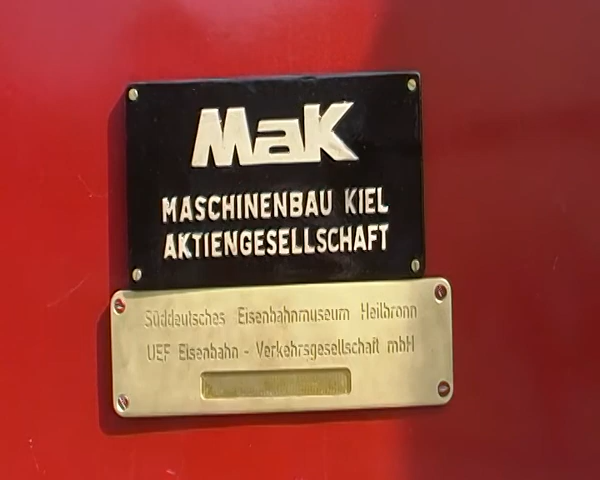 MaK
MASCHINENBAU KIEL
AKTIENGESELLSCHAFT
Süddeutsches Eisenbahnmuseum Heilbronn
UEF Eisenbahn - Verkehrsgesellschaft mbH